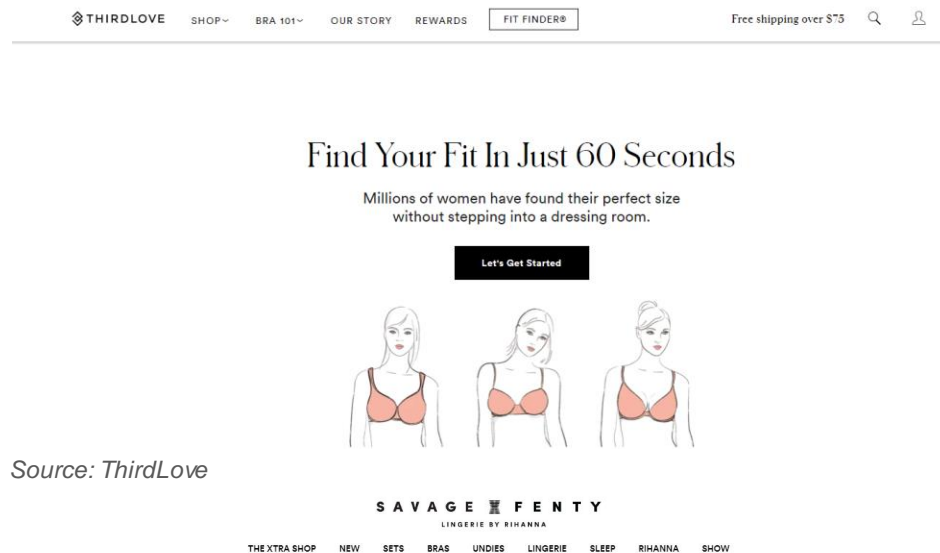 THIRDLOVE SHOP BRA 101 OUR STORY REWARDS FIT FINDER® Free shipping over $75
Find Your Fit In Just 60 Seconds
Millions of women have found their perfect size
without stepping into a dressing room.
Let's Get Started
Source: ThirdLove
SAVAGE X FENTY
LINGERIE BY RIHANNA
THE XTRA SHOP NEW SETS BRAS UNDIES LINGERIE SLEEP RIHANNA SHOW